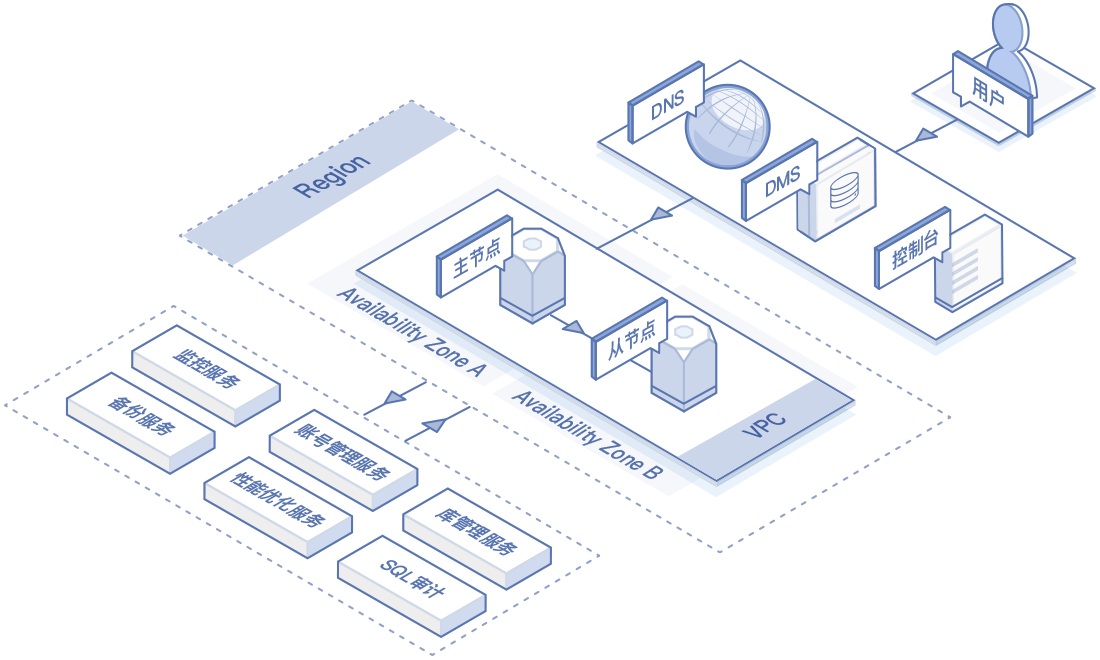 用户
DNS
DMS
控制台
Region
主节点
从节点
Availability Zone A
Availability Zone B
VPC
监控服务
备份服务
账号管理服务
性能优化服务
库管理服务
SQL审计